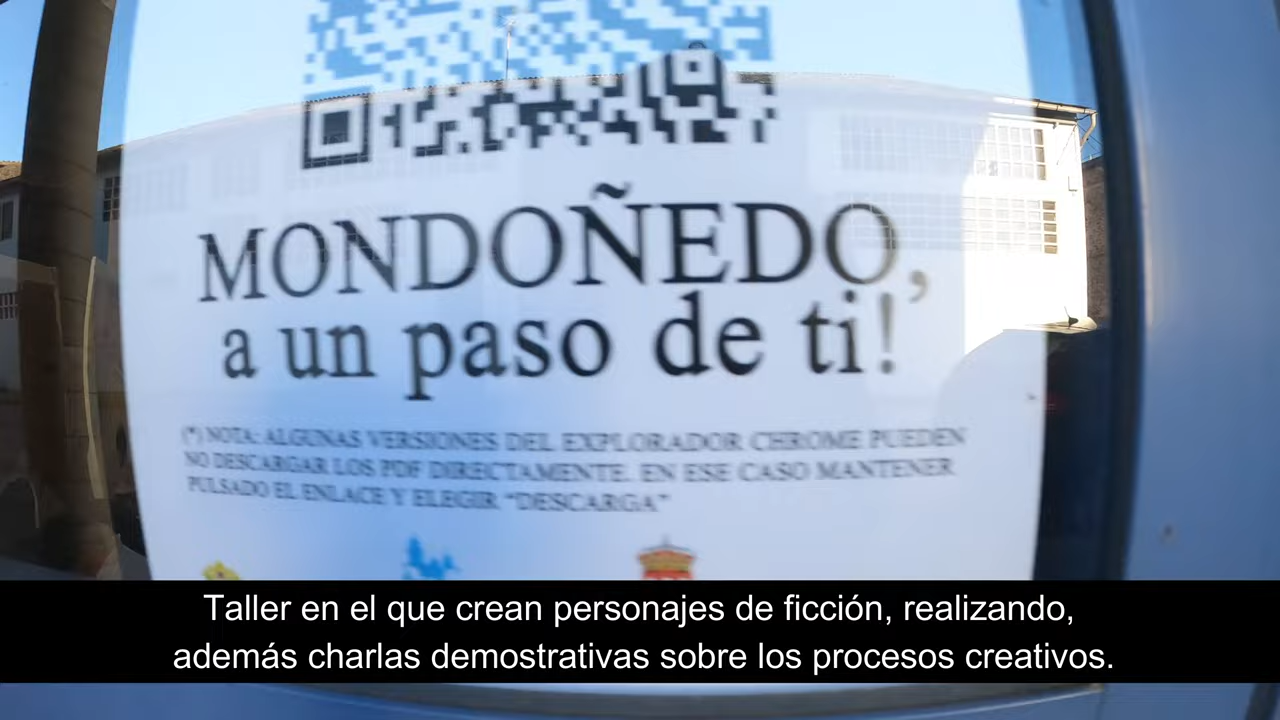 MONDOÑEDO,
a un paso de ti!
(*) NOTA: ALGUNAS VERSIONES DEL EXPLORADOR CHROME PUEDEN
NO DESCARGAR LOS PDF DIRECTAMENTE. EN ESE CASO MANTENER
PULSADO EL ENLACE Y ELEGIR “DESCARGA”
Taller en el que crean personajes de ficción, realizando,
además charlas demostrativas sobre los procesos creativos.